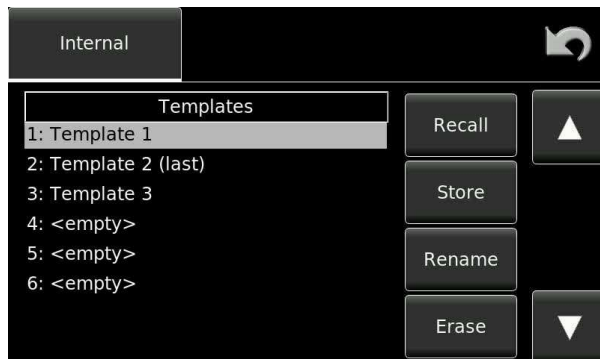 Internal
Templates
1: Template 1
2: Template 2 (last)
3: Template 3
4: <empty>
5: <empty>
6: <empty>
Recall
Store
Rename
Erase